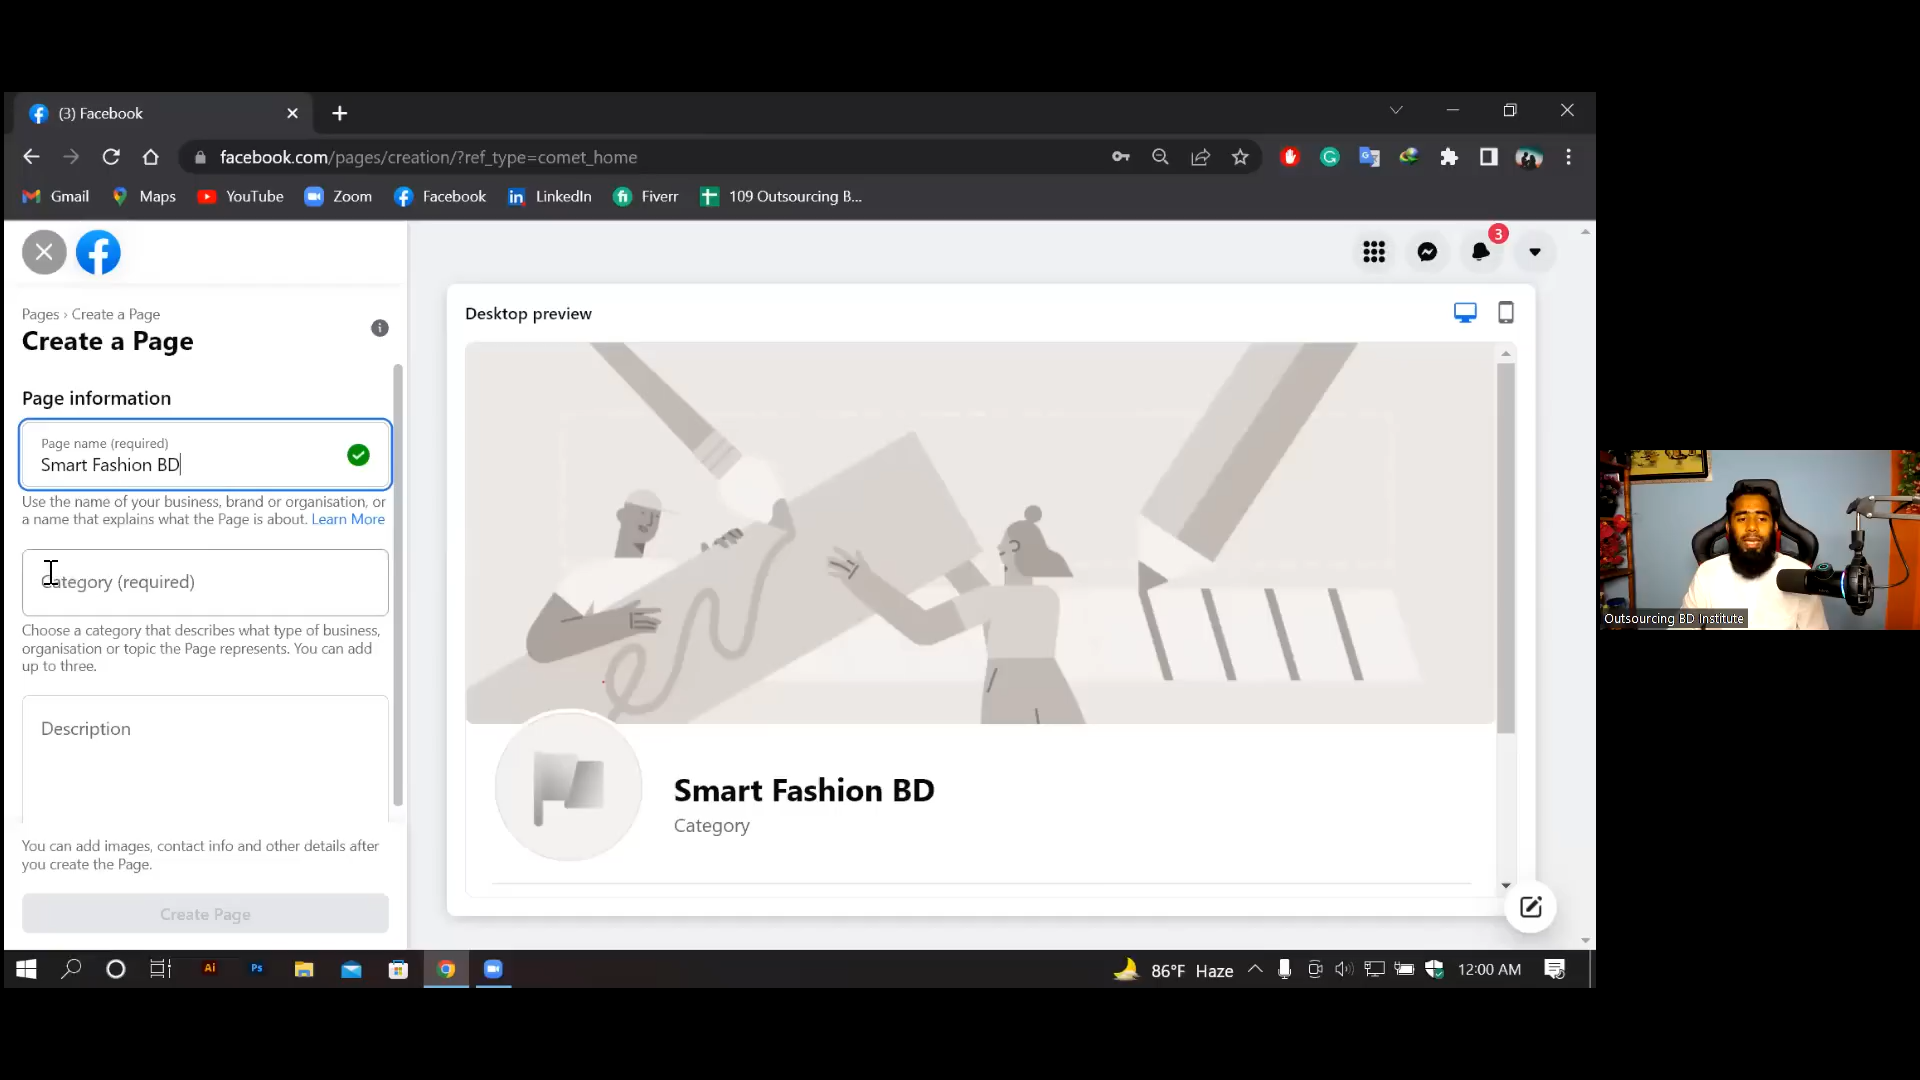 (3) Facebook
facebook.com/pages/creation/?ref_type=comet_home
Gmail
Maps
YouTube
Zoom
Facebook
LinkedIn
Fiverr
109 Outsourcing B...
3
Pages › Create a Page
Create a Page
Page information
Page name (required)
Smart Fashion BD
Use the name of your business, brand or organisation, or
a name that explains what the Page is about. Learn More
Category (required)
Choose a category that describes what type of business,
organisation or topic the Page represents. You can add
up to three.
Description
You can add images, contact info and other details after
you create the Page.
Create Page
Desktop preview
Smart Fashion BD
Category
Outsourcing BD Institute
Ai
Ps
86°F Haze
12:00 AM